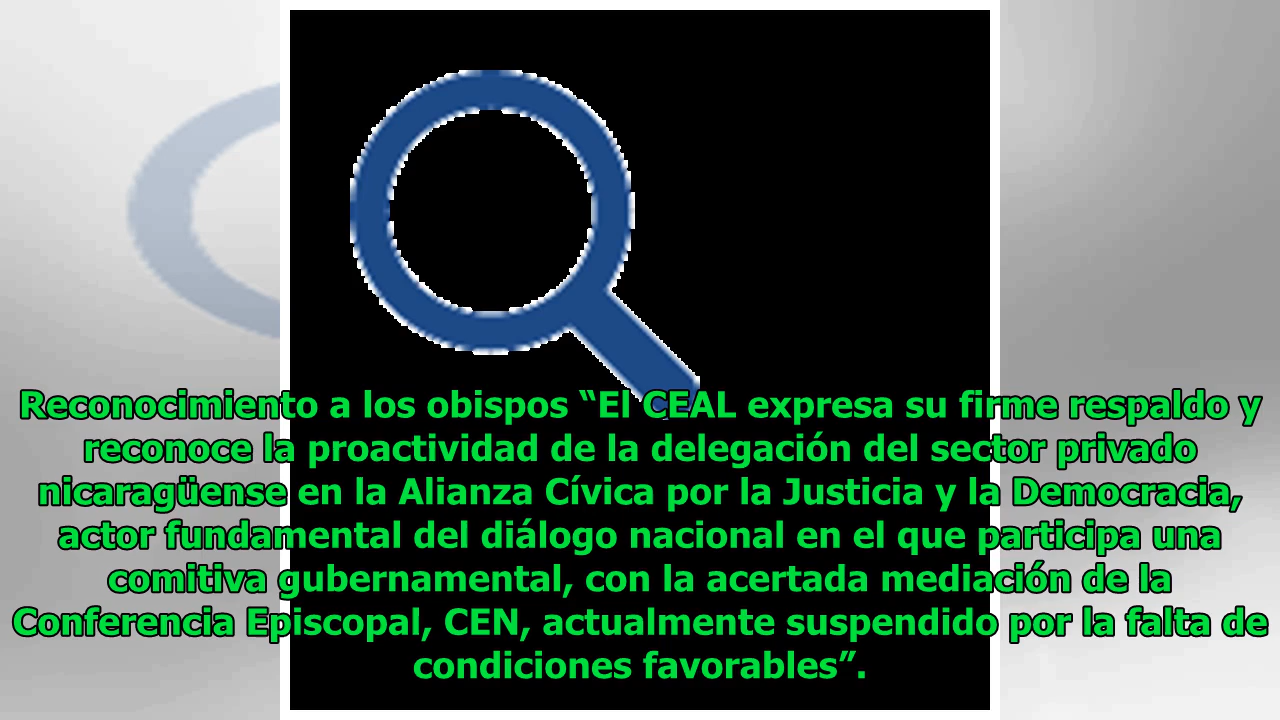 Reconocimiento a los obispos “El CEAL expresa su firme respaldo y
reconoce la proactividad de la delegación del sector privado
nicaragüense en la Alianza Cívica por la Justicia y la Democracia,
actor fundamental del diálogo nacional en el que participa una
comitiva gubernamental, con la acertada mediación de la
Conferencia Episcopal, CEN, actualmente suspendido por la falta de
condiciones favorables”.